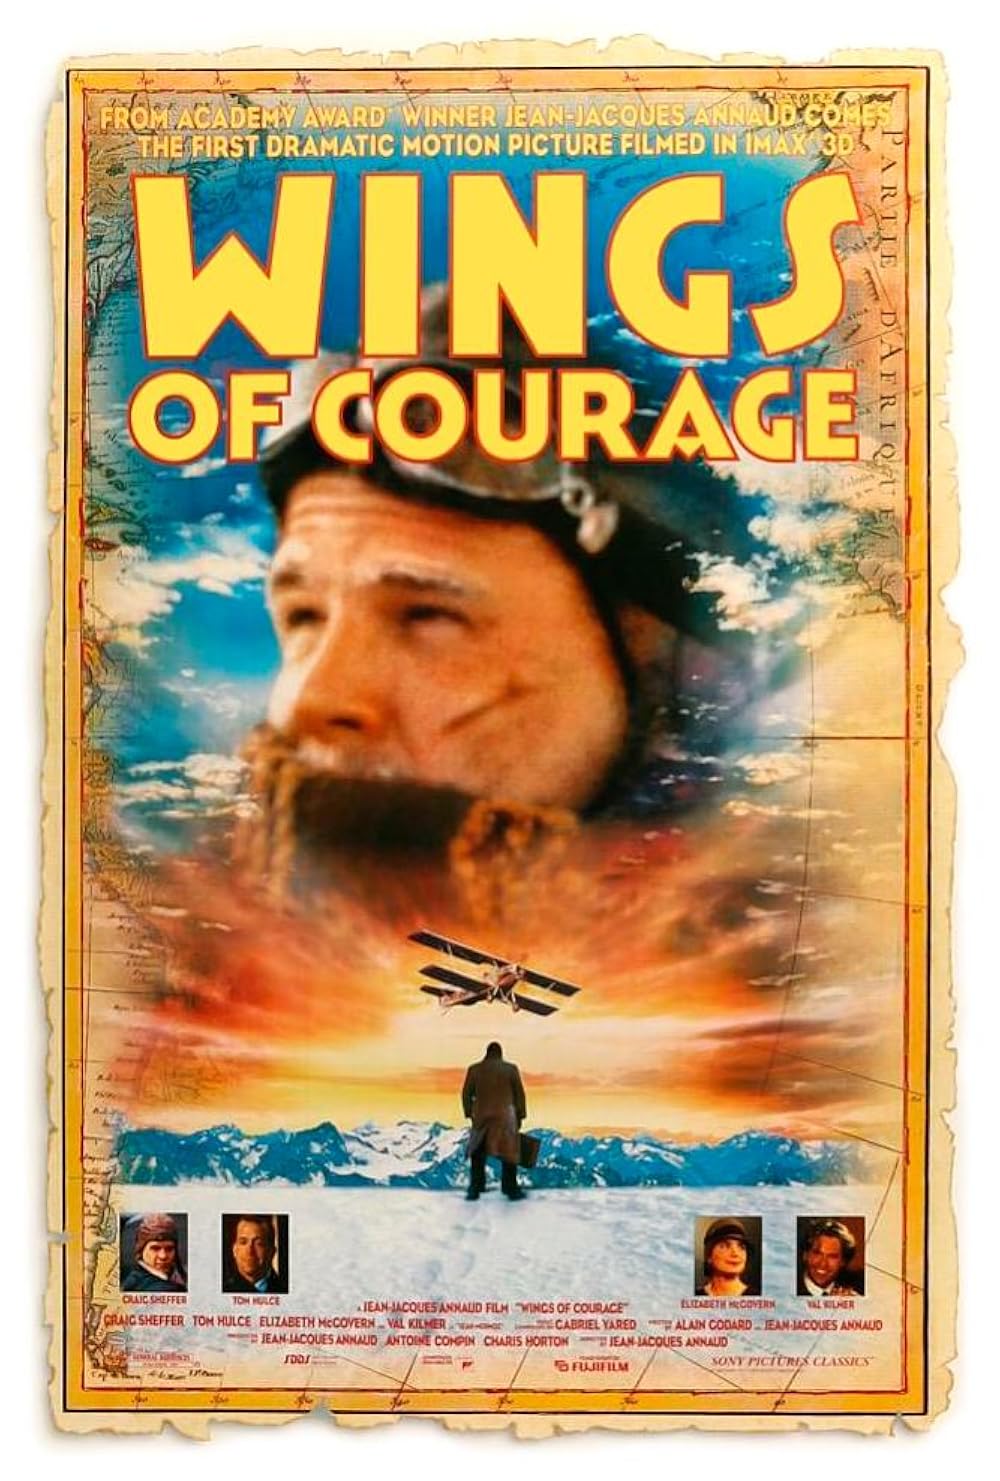 FROM ACADEMY AWARD® WINNER JEAN-JACQUES ANNAUD COMES
THE FIRST DRAMATIC MOTION PICTURE FILMED IN IMAX® 3D
WINGS
OF COURAGE
PARTIE D'AFRIQUE
CRAIG SHEFFER
TOM HULCE
ELIZABETH McGOVERN
VAL KILMER
A JEAN-JACQUES ANNAUD FILM "WINGS OF COURAGE"
CRAIG SHEFFER TOM HULCE ELIZABETH McGOVERN VAL KILMER GABRIEL YARED ALAIN GODARD JEAN-JACQUES ANNAUD
JEAN-JACQUES ANNAUD ANTOINE COMPIN CHARIS HORTON JEAN-JACQUES ANNAUD
SDDS
FUJIFILM
SONY PICTURES CLASSICS